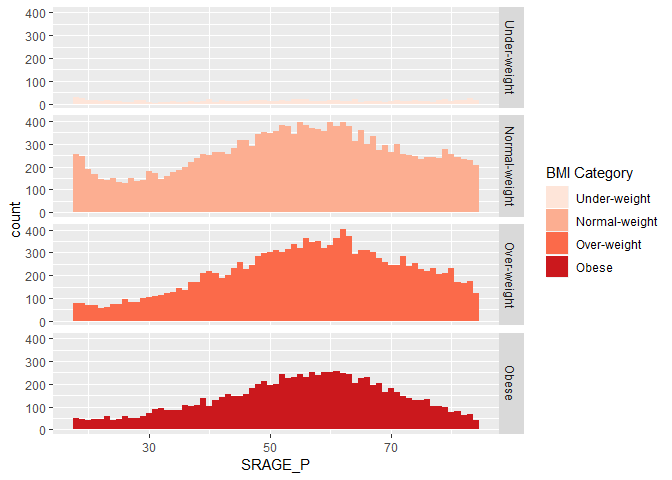 400
300
200
100
0
Under-weight
400
300
200
100
0
Normal-weight
400
300
200
100
0
Over-weight
400
300
200
100
0
Obese
count
30
50
70
SRAGE_P
BMI Category
Under-weight
Normal-weight
Over-weight
Obese